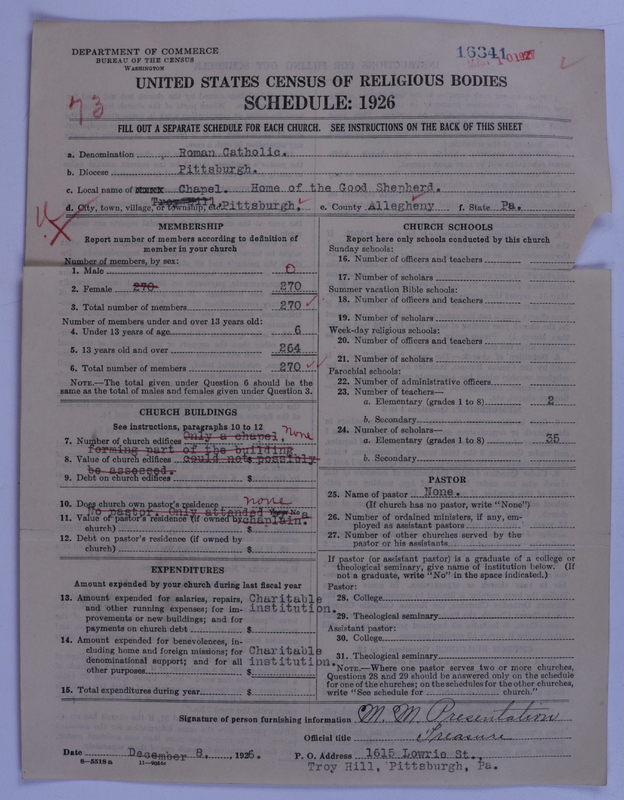 DEPARTMENT OF COMMERCE
BUREAU OF THE CENSUS
WASHINGTON
16341
UNITED STATES CENSUS OF RELIGIOUS BODIES
SCHEDULE: 1926
73
FILL OUT A SEPARATE SCHEDULE FOR EACH CHURCH. SEE INSTRUCTIONS ON THE BACK OF THIS SHEET
a. Denomination Roman Catholic.
b. Diocese Pittsburgh.
c. Local name of church Chapel. Home of the Good Shepherd.
d. City, town, village, or township, etc. Troy Hill, Pittsburgh. e. County Allegheny f. State Pa.
MEMBERSHIP
Report number of members according to definition of
member in your church
Number of members, by sex:
1. Male 0
2. Female 270 270
3. Total number of members 270
Number of members under and over 13 years old:
4. Under 13 years of age 6
5. 13 years old and over 264
6. Total number of members 270
NOTE.—The total given under Question 6 should be the
same as the total of males and females given under Question 3.
CHURCH BUILDINGS
See instructions, paragraphs 10 to 12
7. Number of church edifices Only a chapel, none
forming part of the building
8. Value of church edifices could not possibly
be assessed.
9. Debt on church edifices $
10. Does church own pastor's residence none
No pastor. Only attended by a
11. Value of pastor's residence (if owned by chaplain.
church) $
12. Debt on pastor's residence (if owned by
church) $
EXPENDITURES
Amount expended by your church during last fiscal year
13. Amount expended for salaries, repairs, Charitable
and other running expenses; for im- institution.
provements or new buildings; and for
payments on church debt $
14. Amount expended for benevolences, in-
cluding home and foreign missions; for Charitable
denominational support; and for all institution.
other purposes $
15. Total expenditures during year $
CHURCH SCHOOLS
Report here only schools conducted by this church
Sunday schools:
16. Number of officers and teachers
17. Number of scholars
Summer vacation Bible schools:
18. Number of officers and teachers
19. Number of scholars
Week-day religious schools:
20. Number of officers and teachers
21. Number of scholars
Parochial schools:
22. Number of administrative officers
23. Number of teachers—
a. Elementary (grades 1 to 8) 2
b. Secondary
24. Number of scholars—
a. Elementary (grades 1 to 8) 35
b. Secondary
PASTOR
25. Name of pastor None.
(If church has no pastor, write "None")
26. Number of ordained ministers, if any, em-
ployed as assistant pastors
27. Number of other churches served by the
pastor or his assistants
If pastor (or assistant pastor) is a graduate of a college or
theological seminary, give name of institution below. (If
not a graduate, write "No" in the space indicated.)
Pastor:
28. College
29. Theological seminary
Assistant pastor:
30. College
31. Theological seminary
NOTE.—Where one pastor serves two or more churches,
Questions 28 and 29 should be answered only on the schedule
for one of the churches; on the schedules for the other churches,
write "See schedule for church."
Signature of person furnishing information M. M. Presentation
Official title Treasure
Date December 8, 1926. P. O. Address 1615 Lowrie St.,
8-5518a Troy Hill, Pittsburgh, Pa.